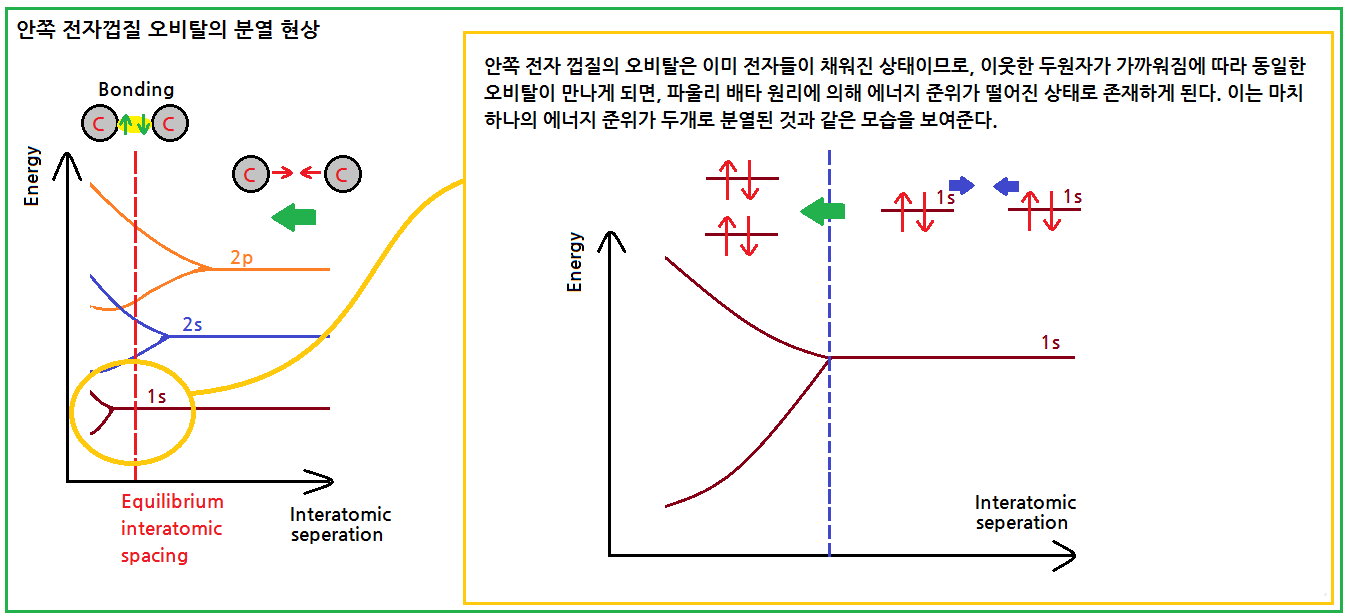 안쪽 전자껍질 오비탈의 분열 현상
Bonding
C C
C C
Energy
2p
2s
1s
Equilibrium
interatomic
spacing
Interatomic
seperation
안쪽 전자 껍질의 오비탈은 이미 전자들이 채워진 상태이므로, 이웃한 두원자가 가까워짐에 따라 동일한
오비탈이 만나게 되면, 파울리 배타 원리에 의해 에너지 준위가 떨어진 상태로 존재하게 된다. 이는 마치
하나의 에너지 준위가 두개로 분열된 것과 같은 모습을 보여준다.
1s 1s
Energy
1s
Interatomic
seperation